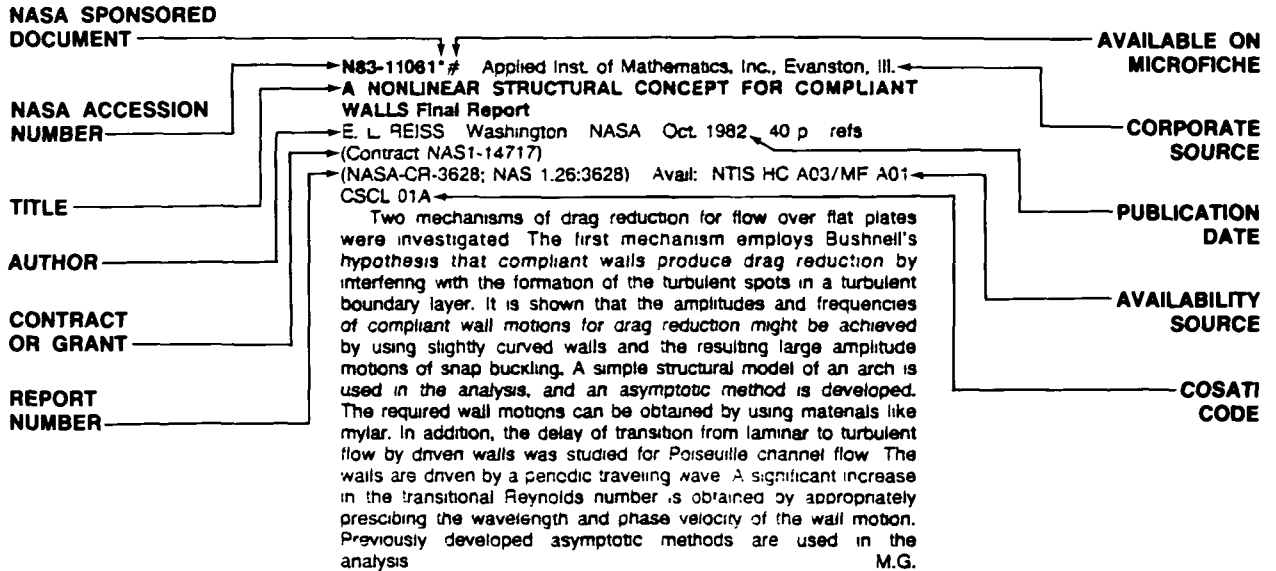 NASA SPONSORED
DOCUMENT
AVAILABLE ON
MICROFICHE
N83-11061*# Applied Inst. of Mathematics, Inc., Evanston, Ill.
A NONLINEAR STRUCTURAL CONCEPT FOR COMPLIANT
WALLS Final Report
NASA ACCESSION
NUMBER
E. L. REISS Washington NASA Oct. 1982 40 p refs
(Contract NAS1-14717)
(NASA-CR-3628; NAS 1.26:3628) Avail: NTIS HC A03/MF A01
CSCL 01A
CORPORATE
SOURCE
TITLE
PUBLICATION
DATE
AUTHOR
CONTRACT
OR GRANT
AVAILABILITY
SOURCE
REPORT
NUMBER
COSATI
CODE
Two mechanisms of drag reduction for flow over flat plates
were investigated The first mechanism employs Bushnell's
hypothesis that compliant walls produce drag reduction by
interfering with the formation of the turbulent spots in a turbulent
boundary layer. It is shown that the amplitudes and frequencies
of compliant wall motions for drag reduction might be achieved
by using slightly curved walls and the resulting large amplitude
motions of snap buckling. A simple structural model of an arch is
used in the analysis, and an asymptotic method is developed.
The required wall motions can be obtained by using materials like
mylar. In addition, the delay of transition from laminar to turbulent
flow by driven walls was studied for Poiseuille channel flow The
walls are driven by a periodic traveling wave A significant increase
in the transitional Reynolds number is obtained by appropriately
prescibing the wavelength and phase velocity of the wall motion.
Previously developed asymptotic methods are used in the
analysis M.G.